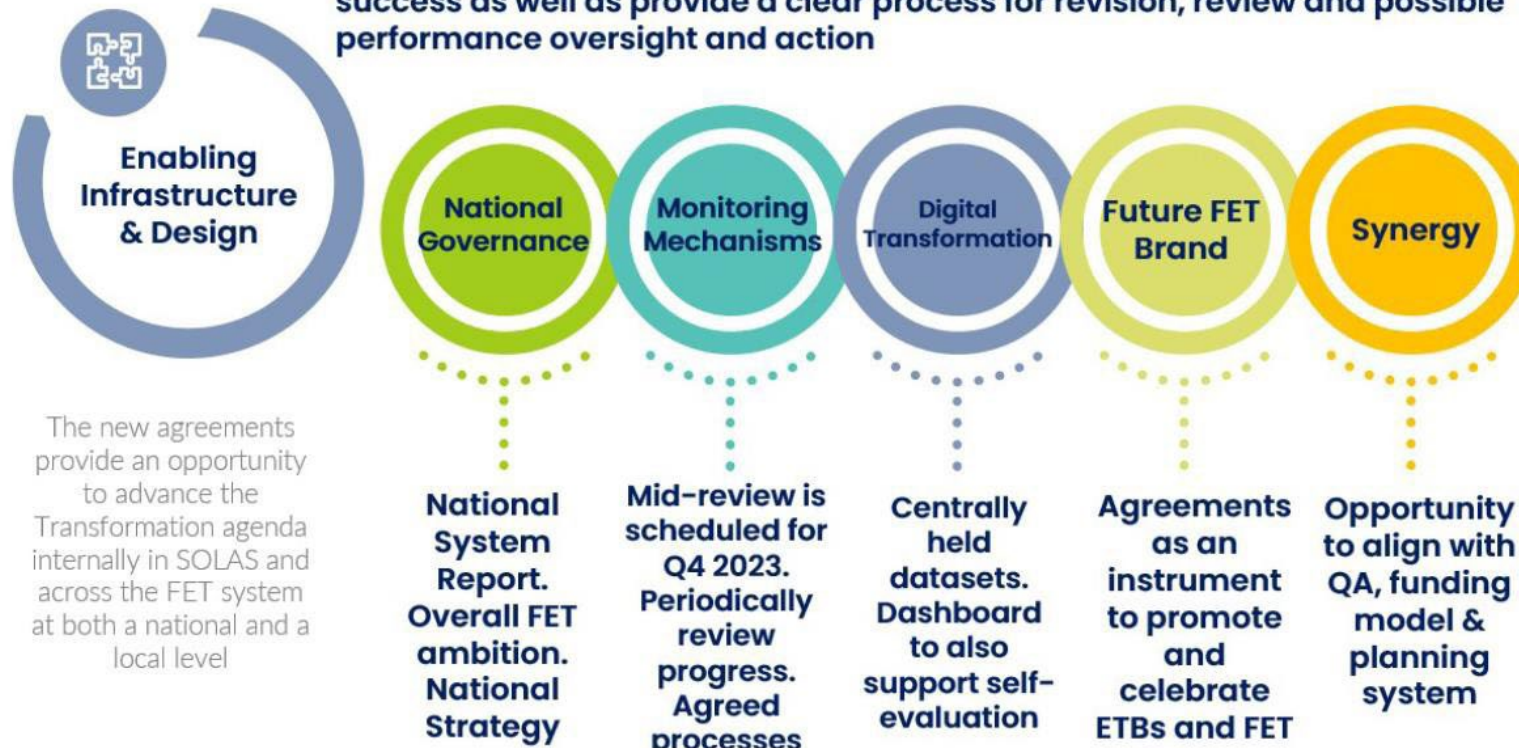 success as well as provide a clear process for revision, review and possible
performance oversight and action
Enabling
Infrastructure
& Design
National
Governance
Monitoring
Mechanisms
Digital
Transformation
Future FET
Brand
Synergy
The new agreements
provide an opportunity
to advance the
Transformation agenda
internally in SOLAS and
across the FET system
at both a national and a
local level
National
System
Report.
Overall FET
ambition.
National
Strategy
Mid-review is
scheduled for
Q4 2023.
Periodically
review
progress.
Agreed
processes
Centrally
held
datasets.
Dashboard
to also
support self-
evaluation
Agreements
as an
instrument
to promote
and
celebrate
ETBs and FET
Opportunity
to align with
QA, funding
model &
planning
system